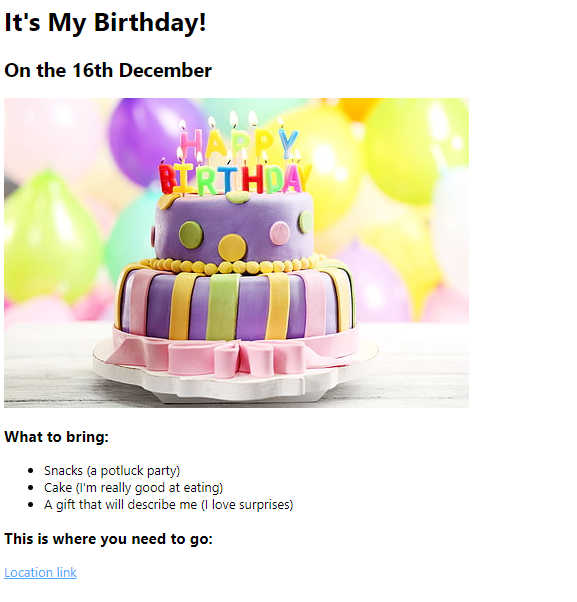 It's My Birthday!
On the 16th December
HAPPY
BIRTHDAY
What to bring:
Snacks (a potluck party)
Cake (I'm really good at eating)
A gift that will describe me (I love surprises)
This is where you need to go:
Location link